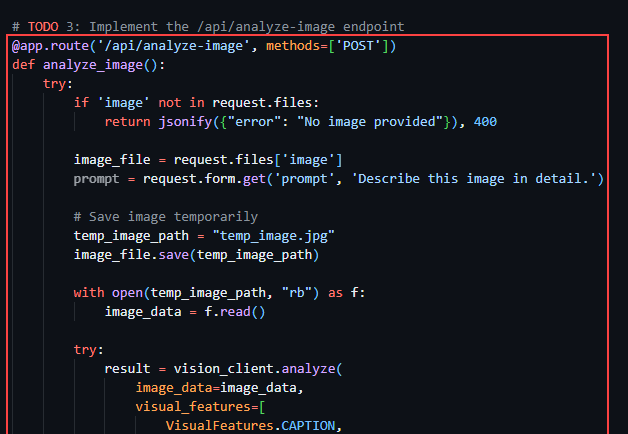 # TODO 3: Implement the /api/analyze-image endpoint
@app.route('/api/analyze-image', methods=['POST'])
def analyze_image():
    try:
        if 'image' not in request.files:
            return jsonify({"error": "No image provided"}), 400

        image_file = request.files['image']
        prompt = request.form.get('prompt', 'Describe this image in detail.')

        # Save image temporarily
        temp_image_path = "temp_image.jpg"
        image_file.save(temp_image_path)

        with open(temp_image_path, "rb") as f:
            image_data = f.read()

        try:
            result = vision_client.analyze(
                image_data=image_data,
                visual_features=[
                    VisualFeatures.CAPTION,